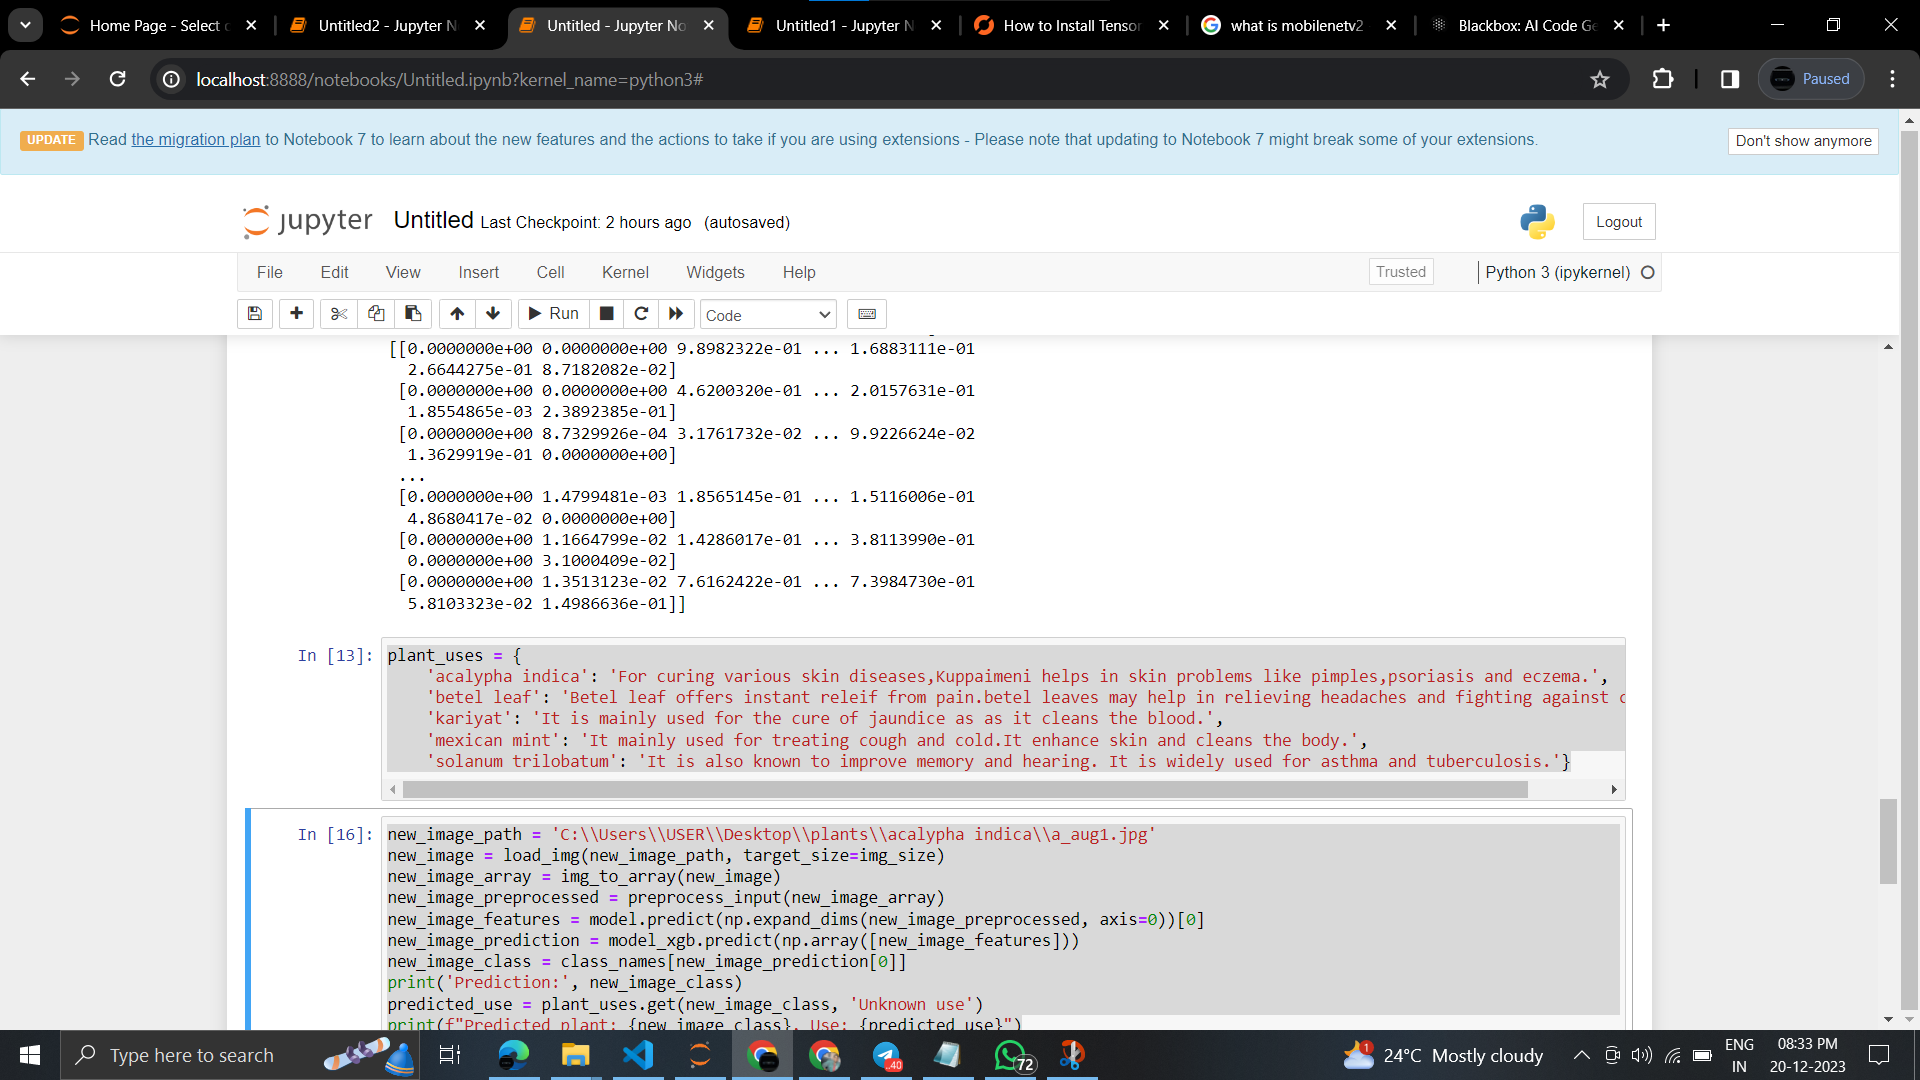 Home Page - Select
Untitled2 - Jupyter N
Untitled - Jupyter No
Untitled1 - Jupyter N
How to Install Tensor
what is mobilenetv2
Blackbox: AI Code Ge
localhost:8888/notebooks/Untitled.ipynb?kernel_name=python3#
Paused
UPDATE Read the migration plan to Notebook 7 to learn about the new features and the actions to take if you are using extensions - Please note that updating to Notebook 7 might break some of your extensions.
Don't show anymore
jupyter Untitled Last Checkpoint: 2 hours ago (autosaved)
Logout
File Edit View Insert Cell Kernel Widgets Help
Trusted
Python 3 (ipykernel)
Run
Code
[[0.0000000e+00 0.0000000e+00 9.8982322e-01 ... 1.6883111e-01
2.6644275e-01 8.7182082e-02]
[0.0000000e+00 0.0000000e+00 4.6200320e-01 ... 2.0157631e-01
1.8554865e-03 2.3892385e-01]
[0.0000000e+00 8.7329926e-04 3.1761732e-02 ... 9.9226624e-02
1.3629919e-01 0.0000000e+00]
...
[0.0000000e+00 1.4799481e-03 1.8565145e-01 ... 1.5116006e-01
4.8680417e-02 0.0000000e+00]
[0.0000000e+00 1.1664799e-02 1.4286017e-01 ... 3.8113990e-01
0.0000000e+00 3.1000409e-02]
[0.0000000e+00 1.3513123e-02 7.6162422e-01 ... 7.3984730e-01
5.8103323e-02 1.4986636e-01]]
In [13]: plant_uses = {
'acalypha indica': 'For curing various skin diseases,Kuppaimeni helps in skin problems like pimples,psoriasis and eczema.',
'betel leaf': 'Betel leaf offers instant releif from pain.betel leaves may help in relieving headaches and fighting against c
'kariyat': 'It is mainly used for the cure of jaundice as as it cleans the blood.',
'mexican mint': 'It mainly used for treating cough and cold.It enhance skin and cleans the body.',
'solanum trilobatum': 'It is also known to improve memory and hearing. It is widely used for asthma and tuberculosis.'}
In [16]: new_image_path = 'C:\\Users\\USER\\Desktop\\plants\\acalypha indica\\a_aug1.jpg'
new_image = load_img(new_image_path, target_size=img_size)
new_image_array = img_to_array(new_image)
new_image_preprocessed = preprocess_input(new_image_array)
new_image_features = model.predict(np.expand_dims(new_image_preprocessed, axis=0))[0]
new_image_prediction = model_xgb.predict(np.array([new_image_features]))
new_image_class = class_names[new_image_prediction[0]]
print('Prediction:', new_image_class)
predicted_use = plant_uses.get(new_image_class, 'Unknown use')
print(f"Predicted plant: {new_image_class}. Use: {predicted_use}")
Type here to search
40
72
1
24°C Mostly cloudy
ENG
IN
08:33 PM
20-12-2023